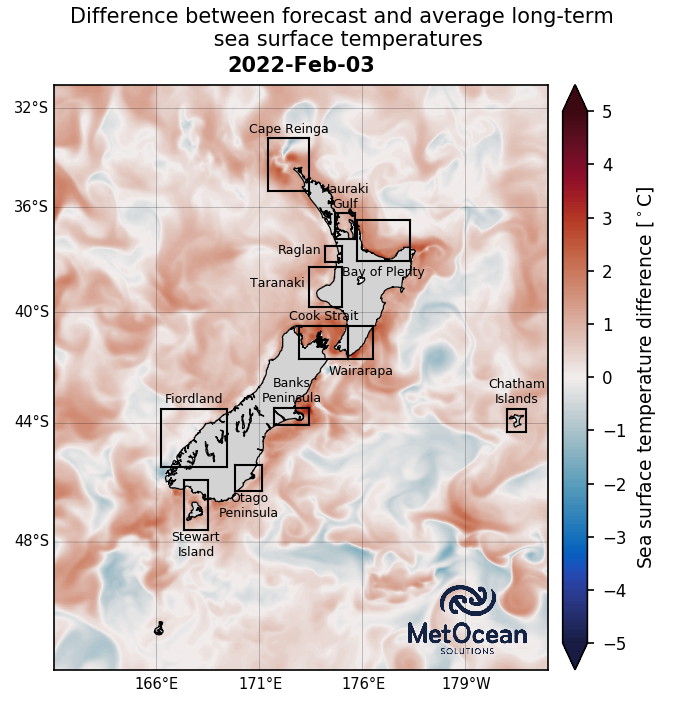 Difference between forecast and average long-term
sea surface temperatures
2022-Feb-03
32°S
36°S
40°S
44°S
48°S
166°E
171°E
176°E
179°W
Cape Reinga
Hauraki
Gulf
Raglan
Bay of Plenty
Taranaki
Cook Strait
Wairarapa
Banks
Peninsula
Fiordland
Chatham
Islands
Otago
Peninsula
Stewart
Island
MetOcean
SOLUTIONS
5
4
3
2
1
0
−1
−2
−3
−4
−5
Sea surface temperature difference [°C]